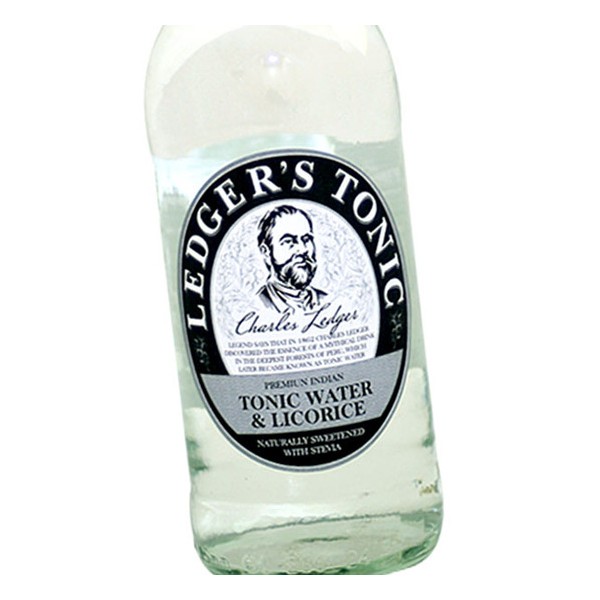 LEDGER'S TONIC
Charles Ledger
LEGEND SAYS THAT IN 1862 CHARLES LEDGER
DISCOVERED THE ESSENCE OF A MYTHICAL DRINK
IN THE DEEPEST FORESTS OF PERU, WHICH
LATER BECAME KNOWN AS TONIC WATER
PREMIUN INDIAN
TONIC WATER
& LICORICE
NATURALLY SWEETENED
WITH STEVIA